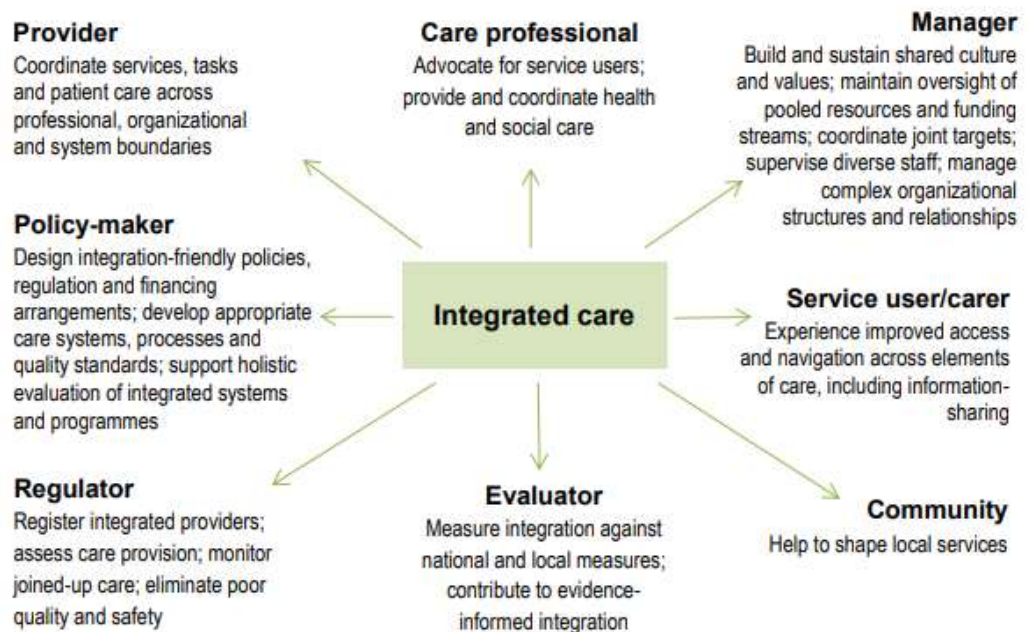 Provider
Coordinate services, tasks
and patient care across
professional, organizational
and system boundaries
Care professional
Advocate for service users;
provide and coordinate health
and social care
Manager
Build and sustain shared culture
and values; maintain oversight of
pooled resources and funding
streams; coordinate joint targets;
supervise diverse staff; manage
complex organizational
structures and relationships
Policy-maker
Design integration-friendly policies,
regulation and financing
arrangements; develop appropriate
care systems, processes and
quality standards; support holistic
evaluation of integrated systems
and programmes
Integrated care
Service user/carer
Experience improved access
and navigation across elements
of care, including information-
sharing
Regulator
Register integrated providers;
assess care provision; monitor
joined-up care; eliminate poor
quality and safety
Evaluator
Measure integration against
national and local measures;
contribute to evidence-
informed integration
Community
Help to shape local services